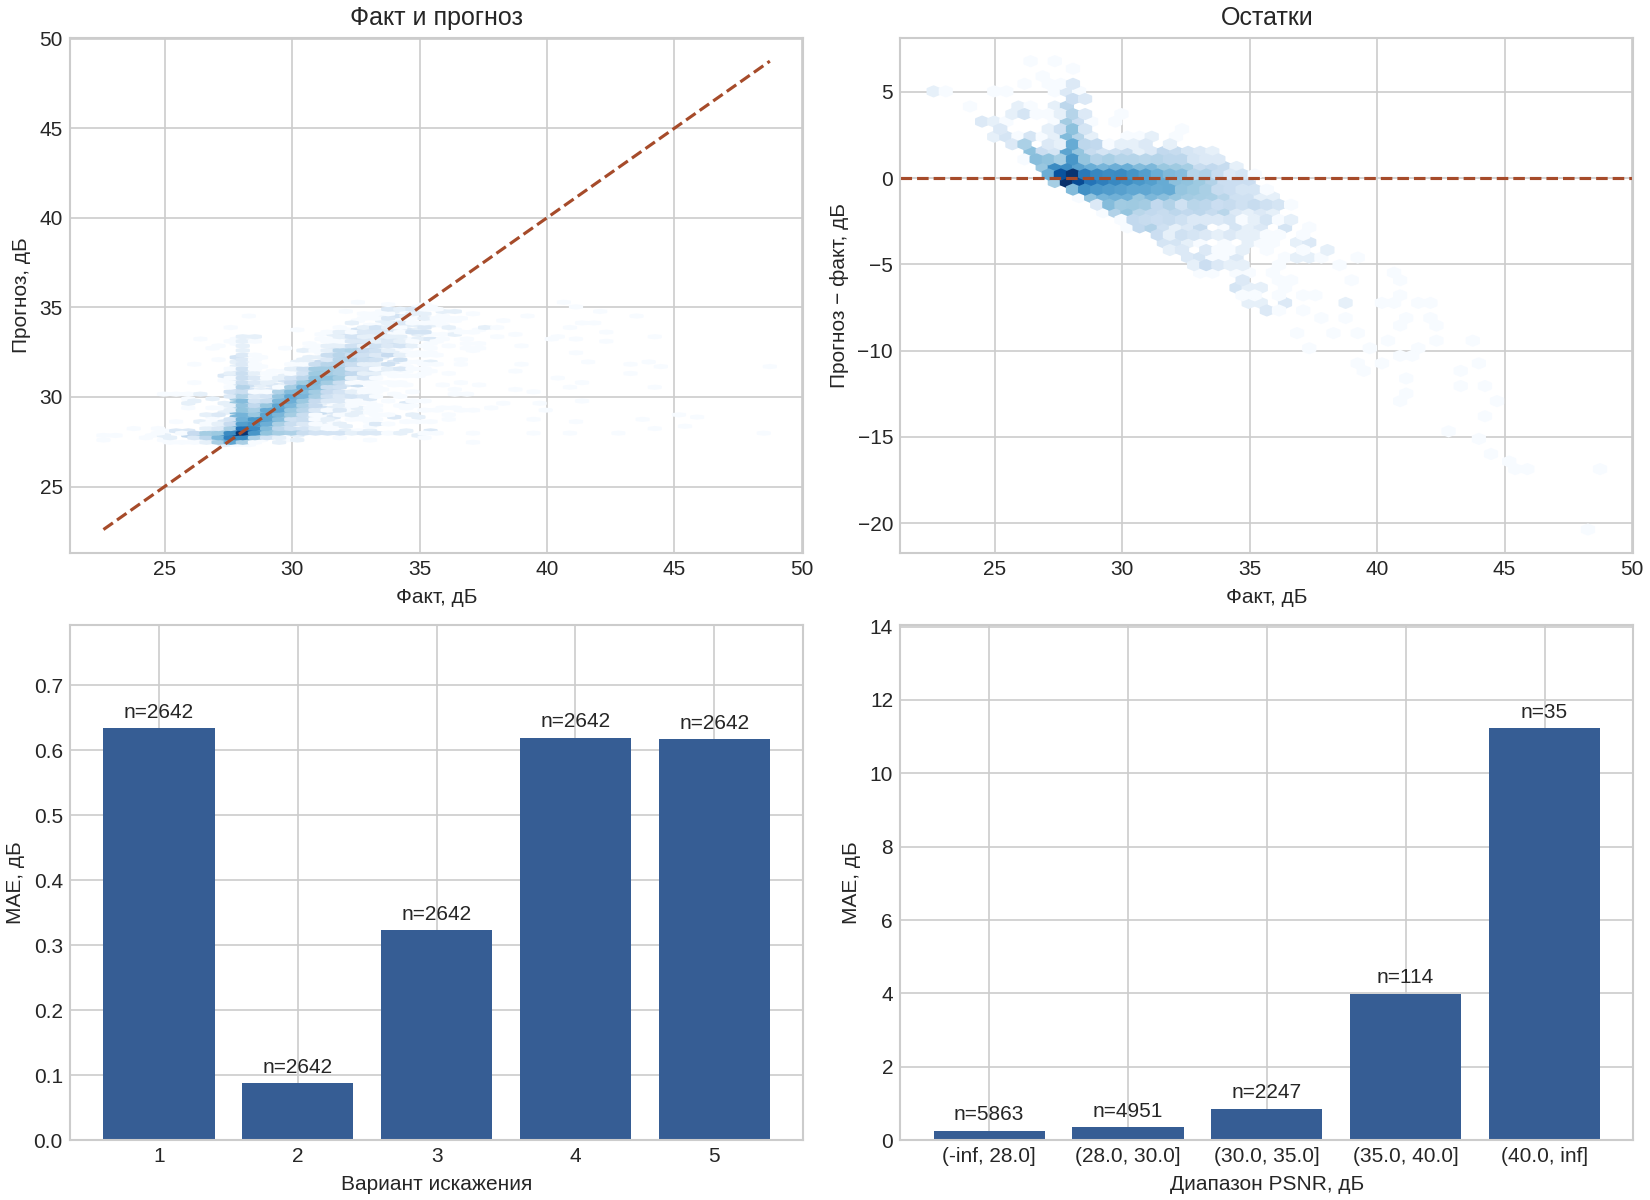 Факт и прогноз
50
45
40
35
30
25
Прогноз, дБ
25 30 35 40 45 50
Факт, дБ
Остатки
5
0
−5
−10
−15
−20
Прогноз − факт, дБ
25 30 35 40 45 50
Факт, дБ
0.7
0.6
0.5
0.4
0.3
0.2
0.1
0.0
MAE, дБ
n=2642
n=2642
n=2642
n=2642
n=2642
1 2 3 4 5
Вариант искажения
14
12
10
8
6
4
2
0
MAE, дБ
n=5863
n=4951
n=2247
n=114
n=35
(-inf, 28.0] (28.0, 30.0] (30.0, 35.0] (35.0, 40.0] (40.0, inf]
Диапазон PSNR, дБ